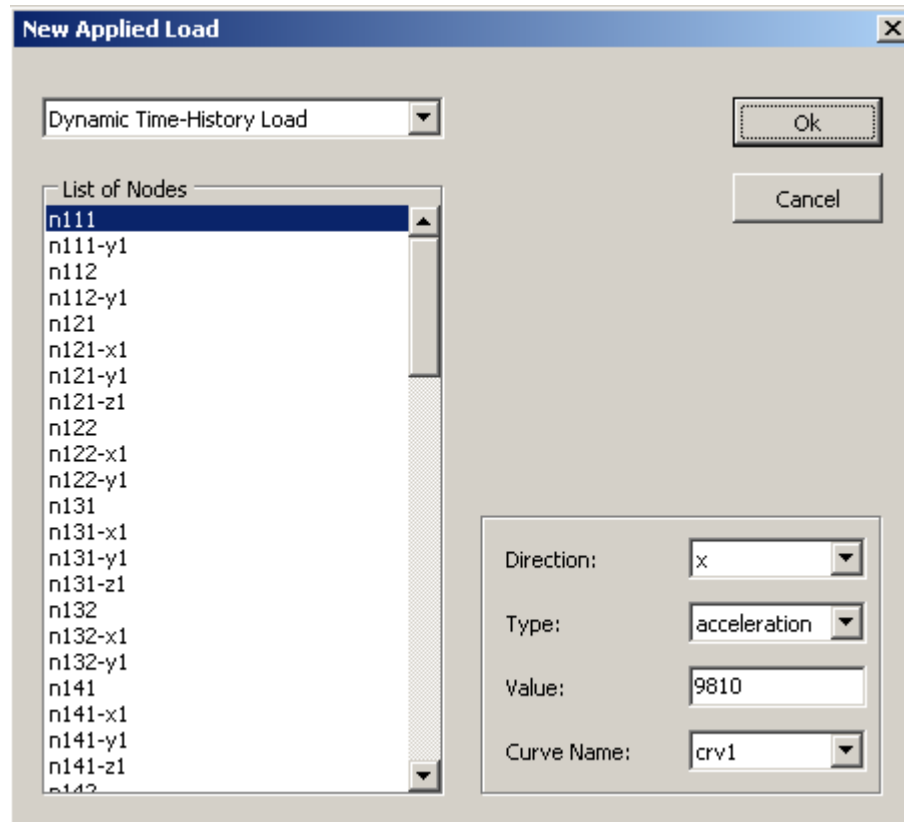 New Applied Load
Dynamic Time-History Load
Ok
Cancel
List of Nodes
n111
n111-y1
n112
n112-y1
n121
n121-x1
n121-y1
n121-z1
n122
n122-x1
n122-y1
n131
n131-x1
n131-y1
n131-z1
n132
n132-x1
n132-y1
n141
n141-x1
n141-y1
n141-z1
n142
Direction: x
Type: acceleration
Value: 9810
Curve Name: crv1